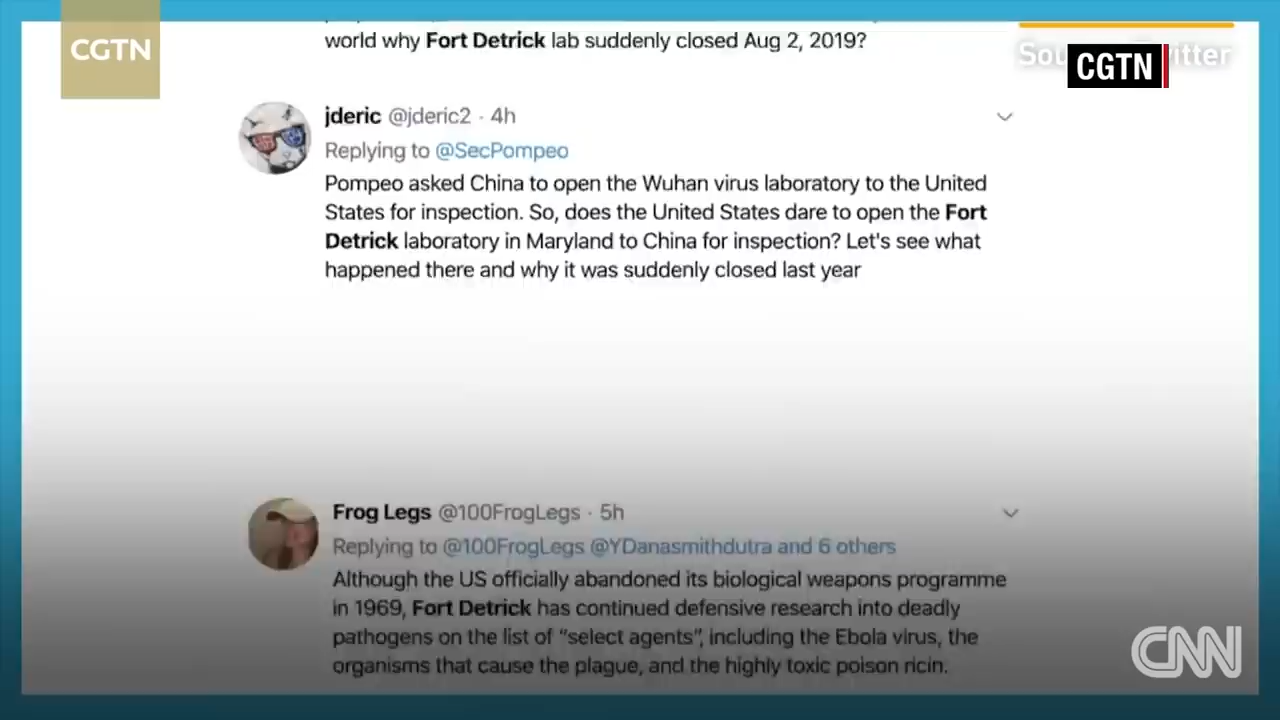 CGTN
world why Fort Detrick lab suddenly closed Aug 2, 2019?
CGTN
jderic @jderic2 · 4h
Replying to @SecPompeo
Pompeo asked China to open the Wuhan virus laboratory to the United
States for inspection. So, does the United States dare to open the Fort
Detrick laboratory in Maryland to China for inspection? Let's see what
happened there and why it was suddenly closed last year
Frog Legs @100FrogLegs · 5h
Replying to @100FrogLegs @YDanasmithdutra and 6 others
Although the US officially abandoned its biological weapons programme
in 1969, Fort Detrick has continued defensive research into deadly
pathogens on the list of "select agents", including the Ebola virus, the
organisms that cause the plague, and the highly toxic poison ricin.
CNN